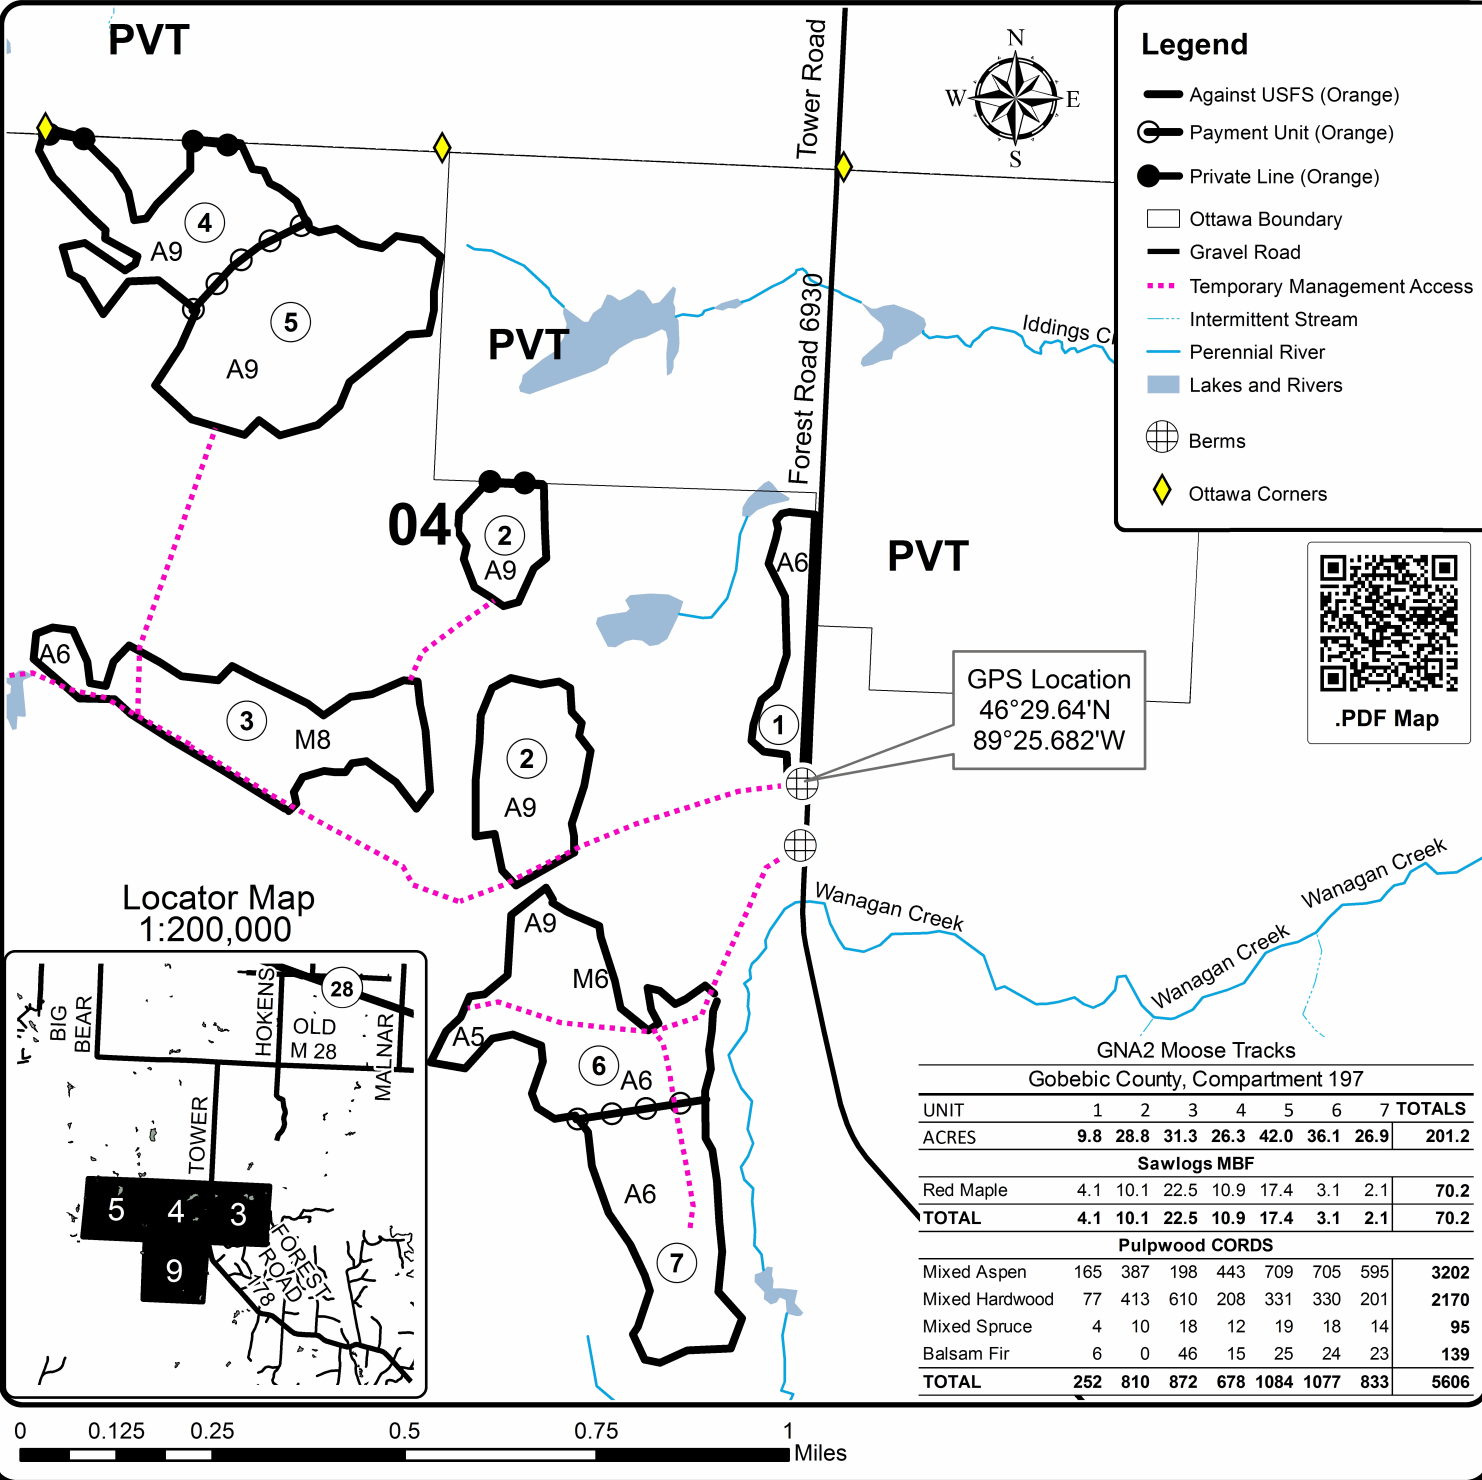 PVT
Tower Road
N
W E
S
Legend
Against USFS (Orange)
Payment Unit (Orange)
Private Line (Orange)
Ottawa Boundary
Gravel Road
Temporary Management Access
Intermittent Stream
Perennial River
Lakes and Rivers
Berms
Ottawa Corners
4
A9
5
A9
PVT
Forest Road 6930
Iddings C
04
2
A9
A6
PVT
1
GPS Location
46°29.64'N
89°25.682'W
.PDF Map
A6
3
M8
2
A9
Wanagan Creek
Wanagan Creek
Wanagan Creek
A9
M6
A5
6
A6
A6
7
Locator Map
1:200,000
28
BIG
BEAR
HOKENS
OLD
M 28
MALNAR
TOWER
5 4 3
9
FOREST
ROAD
178
GNA2 Moose Tracks
Gobebic County, Compartment 197
UNIT 1 2 3 4 5 6 7 TOTALS
ACRES 9.8 28.8 31.3 26.3 42.0 36.1 26.9 201.2
Sawlogs MBF
Red Maple 4.1 10.1 22.5 10.9 17.4 3.1 2.1 70.2
TOTAL 4.1 10.1 22.5 10.9 17.4 3.1 2.1 70.2
Pulpwood CORDS
Mixed Aspen 165 387 198 443 709 705 595 3202
Mixed Hardwood 77 413 610 208 331 330 201 2170
Mixed Spruce 4 10 18 12 19 18 14 95
Balsam Fir 6 0 46 15 25 24 23 139
TOTAL 252 810 872 678 1084 1077 833 5606
0 0.125 0.25 0.5 0.75 1
Miles